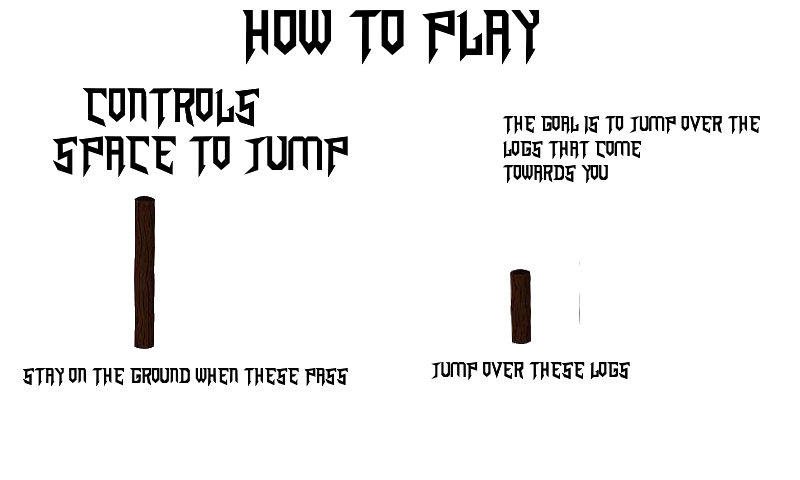 HOW TO PLAY
CONTROLS
SPACE TO JUMP
THE GOAL IS TO JUMP OVER THE
LOGS THAT COME
TOWARDS YOU
STAY ON THE GROUND WHEN THESE PASS
JUMP OVER THESE LOGS